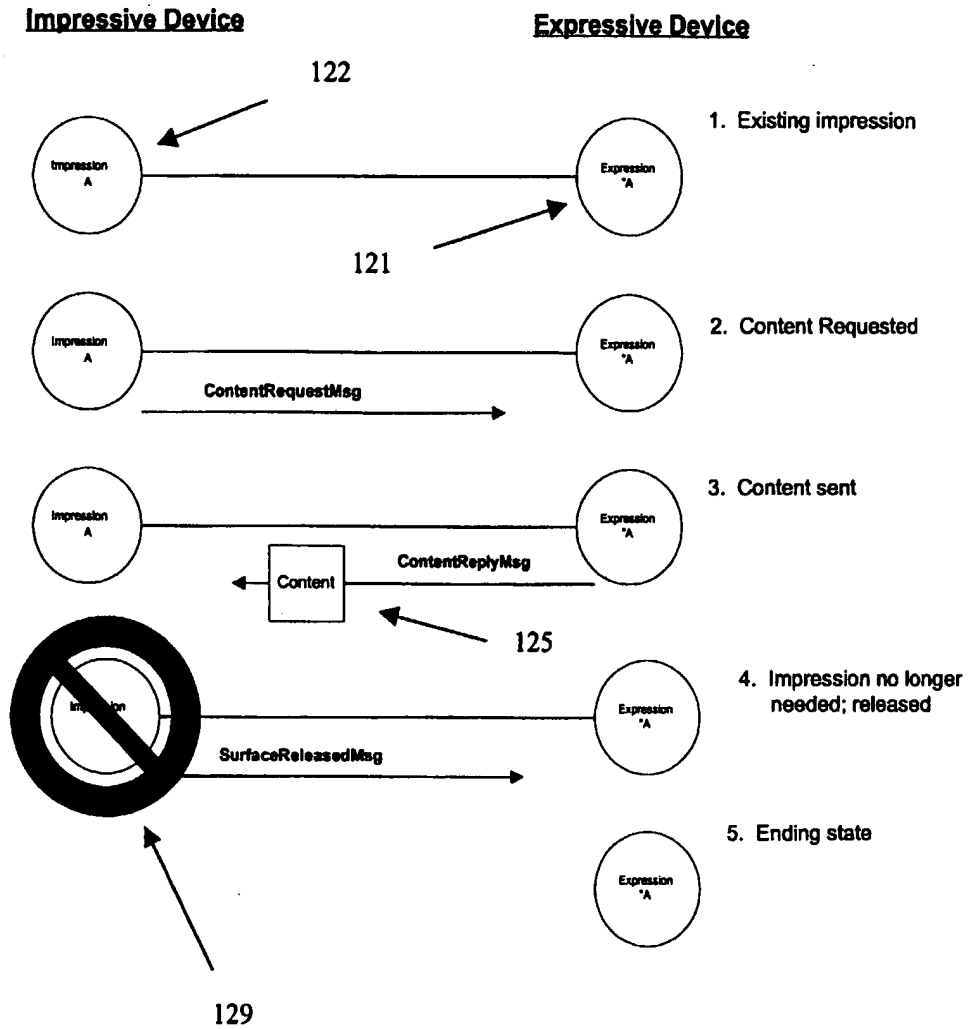 Impressive Device
Expressive Device
122
1. Existing impression
Impression
A
Expression
"A
121
2. Content Requested
Impression
A
Expression
"A
ContentRequestMsg
3. Content sent
Impression
A
Expression
"A
ContentReplyMsg
Content
125
4. Impression no longer
needed; released
Expression
"A
SurfaceReleasedMsg
5. Ending state
Expression
"A
129